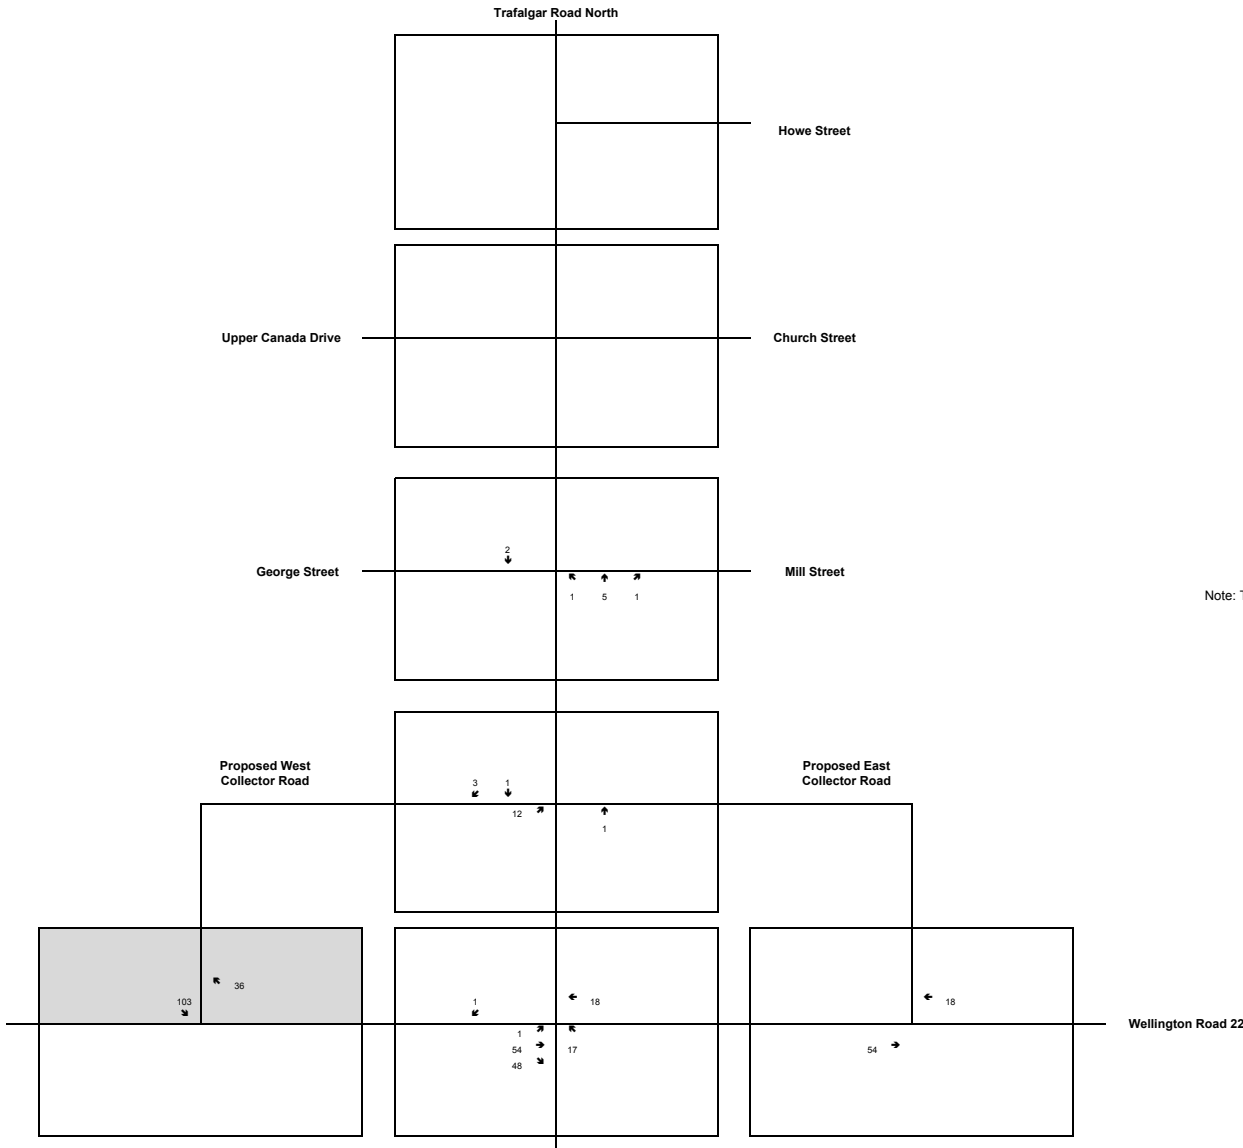 Trafalgar Road North
Howe Street
Upper Canada Drive
Church Street
2
George Street
Mill Street
1 5 1
Note: T
Proposed West
Collector Road
Proposed East
Collector Road
3 1
12
1
36
103
1
18
18
Wellington Road 22
1
54
17
54
48